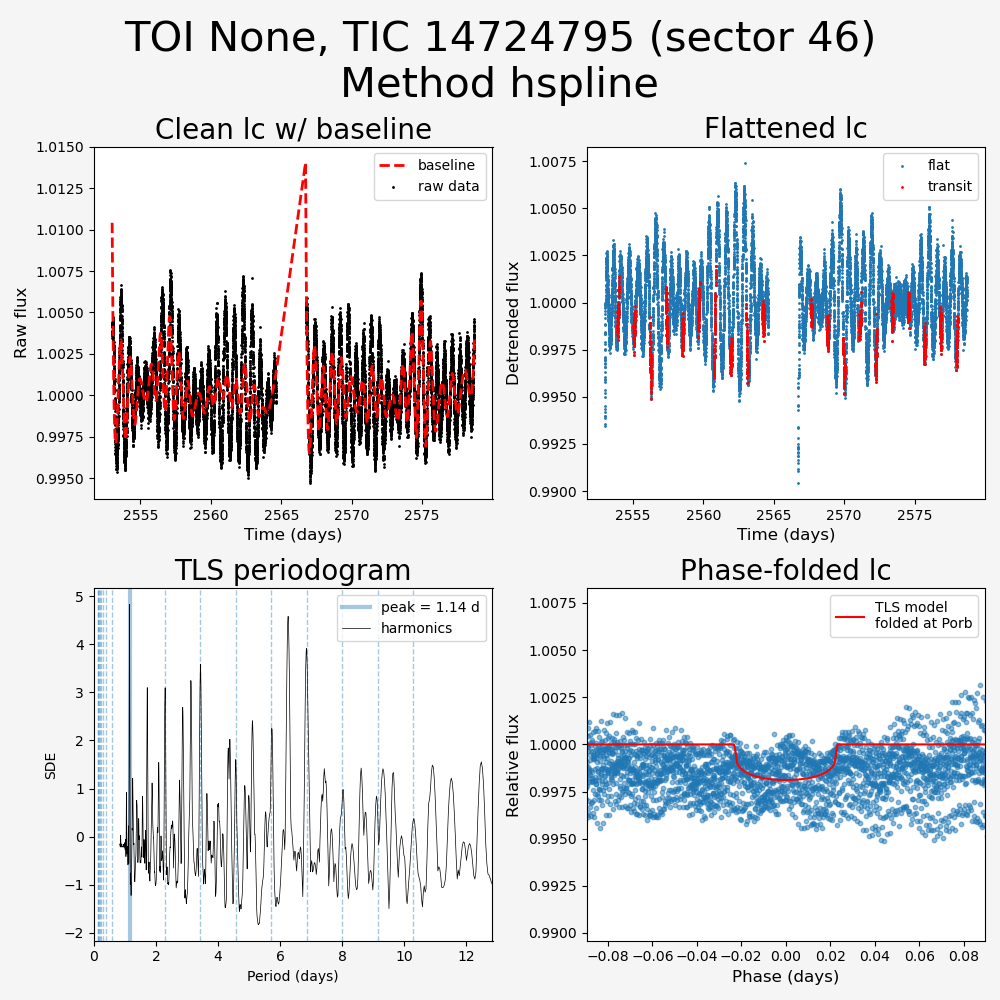 TOI None, TIC 14724795 (sector 46)
Method hspline
Clean lc w/ baseline
Flattened lc
1.0150
1.0125
1.0100
1.0075
1.0050
1.0025
1.0000
0.9975
0.9950
Raw flux
baseline
raw data
2555
2560
2565
2570
2575
Time (days)
1.0075
1.0050
1.0025
1.0000
0.9975
0.9950
0.9925
0.9900
Detrended flux
flat
transit
2555
2560
2565
2570
2575
Time (days)
TLS periodogram
Phase-folded lc
5
4
3
2
1
0
−1
−2
SDE
peak = 1.14 d
harmonics
0
2
4
6
8
10
12
Period (days)
1.0075
1.0050
1.0025
1.0000
0.9975
0.9950
0.9925
0.9900
Relative flux
TLS model
folded at Porb
−0.08
−0.06
−0.04
−0.02
0.00
0.02
0.04
0.06
0.08
Phase (days)